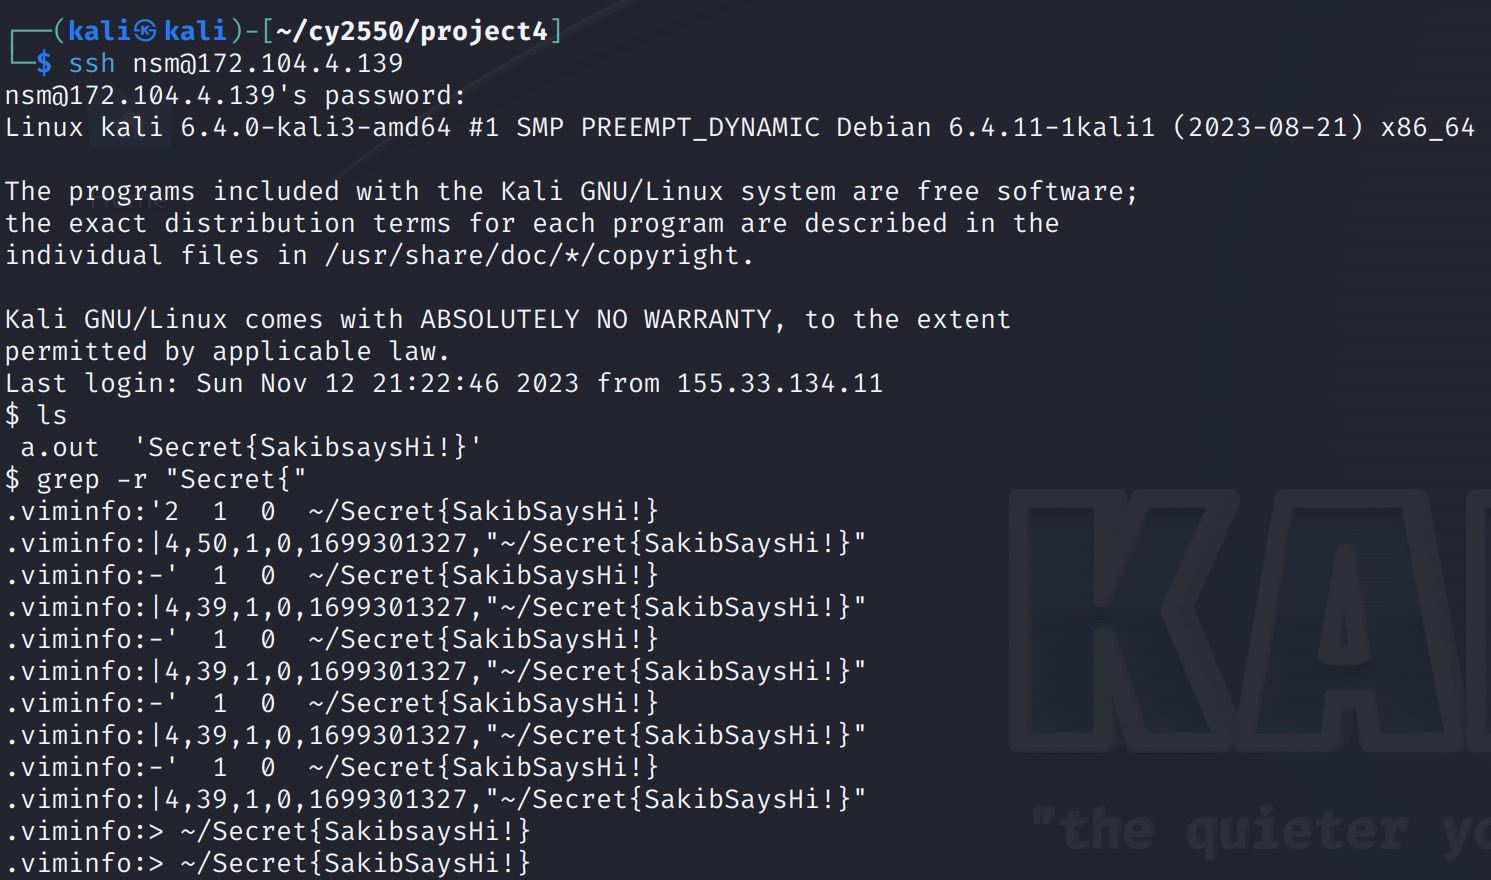 ┌──(kali㉿kali)-[~/cy2550/project4]
└─$ ssh nsm@172.104.4.139
nsm@172.104.4.139's password:
Linux kali 6.4.0-kali3-amd64 #1 SMP PREEMPT_DYNAMIC Debian 6.4.11-1kali1 (2023-08-21) x86_64

The programs included with the Kali GNU/Linux system are free software;
the exact distribution terms for each program are described in the
individual files in /usr/share/doc/*/copyright.

Kali GNU/Linux comes with ABSOLUTELY NO WARRANTY, to the extent
permitted by applicable law.
Last login: Sun Nov 12 21:22:46 2023 from 155.33.134.11
$ ls
 a.out  'Secret{SakibsaysHi!}'
$ grep -r "Secret{"
.viminfo:'2  1  0  ~/Secret{SakibSaysHi!}
.viminfo:|4,50,1,0,1699301327,"~/Secret{SakibSaysHi!}"
.viminfo:-'  1  0  ~/Secret{SakibSaysHi!}
.viminfo:|4,39,1,0,1699301327,"~/Secret{SakibSaysHi!}"
.viminfo:-'  1  0  ~/Secret{SakibSaysHi!}
.viminfo:|4,39,1,0,1699301327,"~/Secret{SakibSaysHi!}"
.viminfo:-'  1  0  ~/Secret{SakibSaysHi!}
.viminfo:|4,39,1,0,1699301327,"~/Secret{SakibSaysHi!}"
.viminfo:-'  1  0  ~/Secret{SakibSaysHi!}
.viminfo:|4,39,1,0,1699301327,"~/Secret{SakibSaysHi!}"
.viminfo:> ~/Secret{SakibsaysHi!}
.viminfo:> ~/Secret{SakibSaysHi!}
KA
"the quieter yo